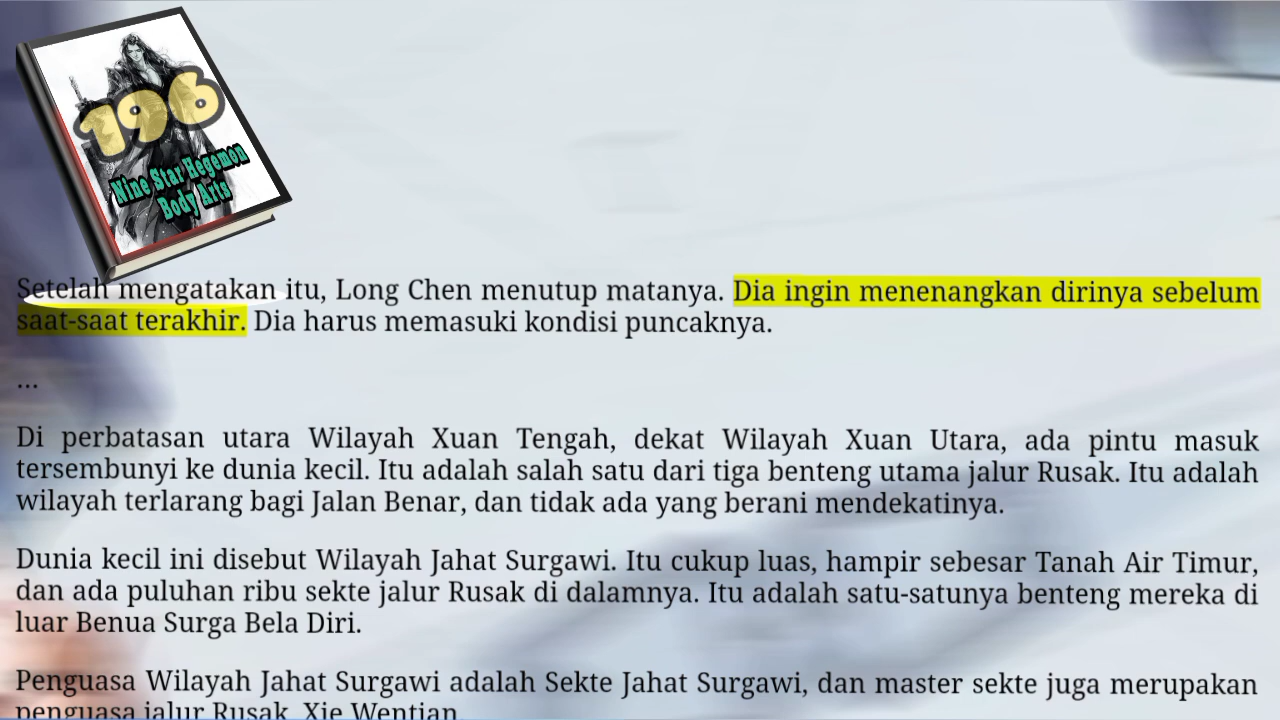 196
Nine Star Hegemon
Body Arts
Setelah mengatakan itu, Long Chen menutup matanya. Dia ingin menenangkan dirinya sebelum
saat-saat terakhir. Dia harus memasuki kondisi puncaknya.
...
Di perbatasan utara Wilayah Xuan Tengah, dekat Wilayah Xuan Utara, ada pintu masuk
tersembunyi ke dunia kecil. Itu adalah salah satu dari tiga benteng utama jalur Rusak. Itu adalah
wilayah terlarang bagi Jalan Benar, dan tidak ada yang berani mendekatinya.
Dunia kecil ini disebut Wilayah Jahat Surgawi. Itu cukup luas, hampir sebesar Tanah Air Timur,
dan ada puluhan ribu sekte jalur Rusak di dalamnya. Itu adalah satu-satunya benteng mereka di
luar Benua Surga Bela Diri.
Penguasa Wilayah Jahat Surgawi adalah Sekte Jahat Surgawi, dan master sekte juga merupakan
penguasa jalur Rusak, Xie Wentian